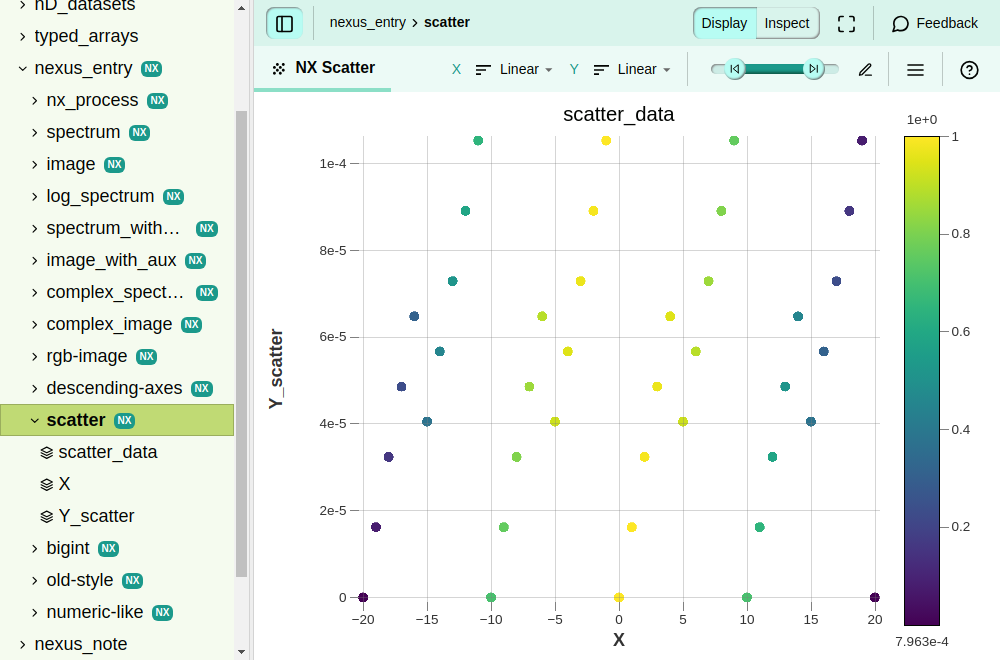 nD_datasets
typed_arrays
nexus_entry NX
nx_process NX
spectrum NX
image NX
log_spectrum NX
spectrum_with… NX
image_with_aux NX
complex_spect… NX
complex_image NX
rgb-image NX
descending-axes NX
scatter NX
scatter_data
X
Y_scatter
bigint NX
old-style NX
numeric-like NX
nexus_note
nexus_entry › scatter
Display Inspect
Feedback
NX Scatter
X Linear
Y Linear
scatter_data
1e-4
8e-5
6e-5
4e-5
2e-5
0
Y_scatter
−20 −15 −10 −5 0 5 10 15 20
X
1e+0
1
0.8
0.6
0.4
0.2
7.963e-4